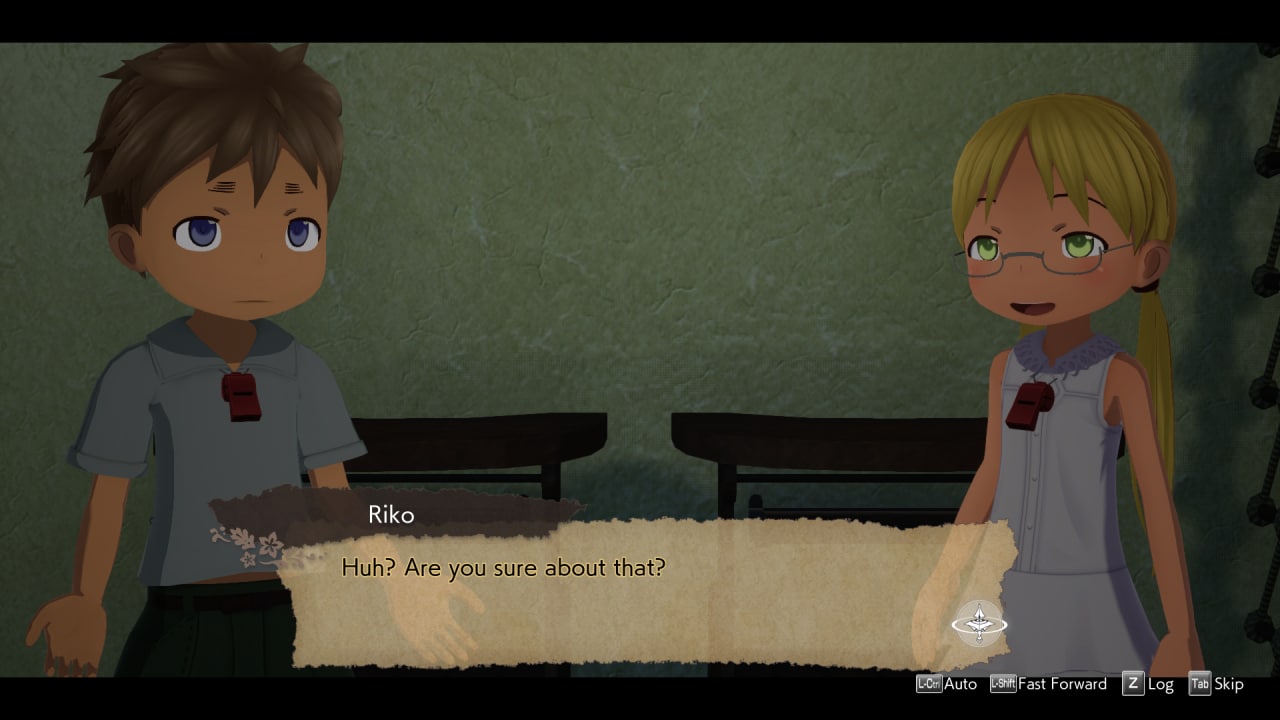 Riko
Huh? Are you sure about that?
L-Ctrl Auto L-Shift Fast Forward Z Log Tab Skip